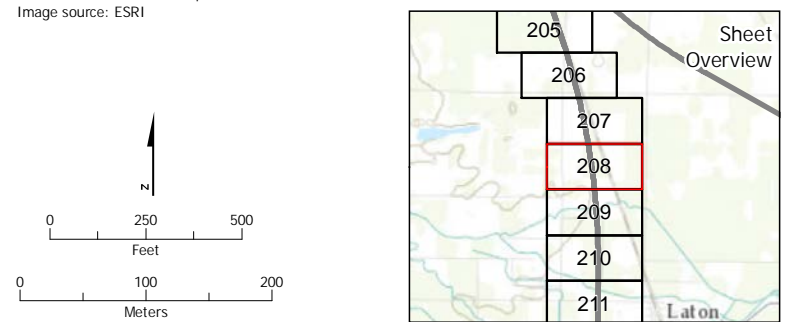 Image source: ESRI
N
0 250 500
Feet
0 100 200
Meters
Sheet
Overview
205
206
207
208
209
210
211
Laton